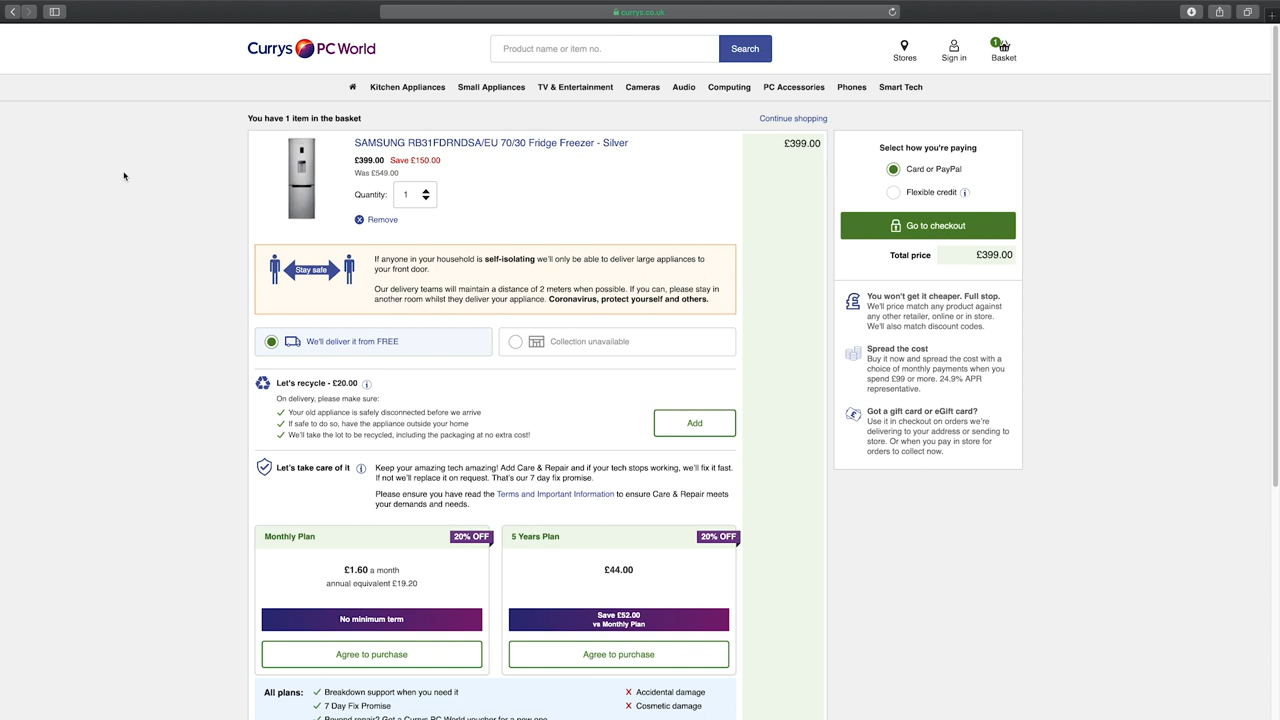 currys.co.uk
Currys PC World
Product name or item no.
Search
Stores
Sign in
1
Basket
Kitchen Appliances
Small Appliances
TV & Entertainment
Cameras
Audio
Computing
PC Accessories
Phones
Smart Tech
You have 1 item in the basket
Continue shopping
SAMSUNG RB31FDRNDSA/EU 70/30 Fridge Freezer - Silver
£399.00
£399.00 Save £150.00
Was £549.00
Quantity: 1
Remove
Stay safe
If anyone in your household is self-isolating we'll only be able to deliver large appliances to
your front door.
Our delivery teams will maintain a distance of 2 meters when possible. If you can, please stay in
another room whilst they deliver your appliance. Coronavirus, protect yourself and others.
We'll deliver it from FREE
Collection unavailable
Let's recycle - £20.00
On delivery, please make sure:
Your old appliance is safely disconnected before we arrive
If safe to do so, have the appliance outside your home
We'll take the lot to be recycled, including the packaging at no extra cost!
Add
Let's take care of it
Keep your amazing tech amazing! Add Care & Repair and if your tech stops working, we'll fix it fast.
If not we'll replace it on request. That's our 7 day fix promise.
Please ensure you have read the Terms and Important Information to ensure Care & Repair meets
your demands and needs.
Monthly Plan
20% OFF
£1.60 a month
annual equivalent £19.20
No minimum term
Agree to purchase
5 Years Plan
20% OFF
£44.00
Save £52.00
vs Monthly Plan
Agree to purchase
All plans:
Breakdown support when you need it
7 Day Fix Promise
Beyond repair? Get a Currys PC World voucher for a new one
Accidental damage
Cosmetic damage
Select how you're paying
Card or PayPal
Flexible credit
Go to checkout
Total price £399.00
You won't get it cheaper. Full stop.
We'll price match any product against
any other retailer, online or in store.
We'll also match discount codes.
Spread the cost
Buy it now and spread the cost with a
choice of monthly payments when you
spend £99 or more. 24.9% APR
representative.
Got a gift card or eGift card?
Use it in checkout on orders we're
delivering to your address or sending to
store. Or when you pay in store for
orders to collect now.